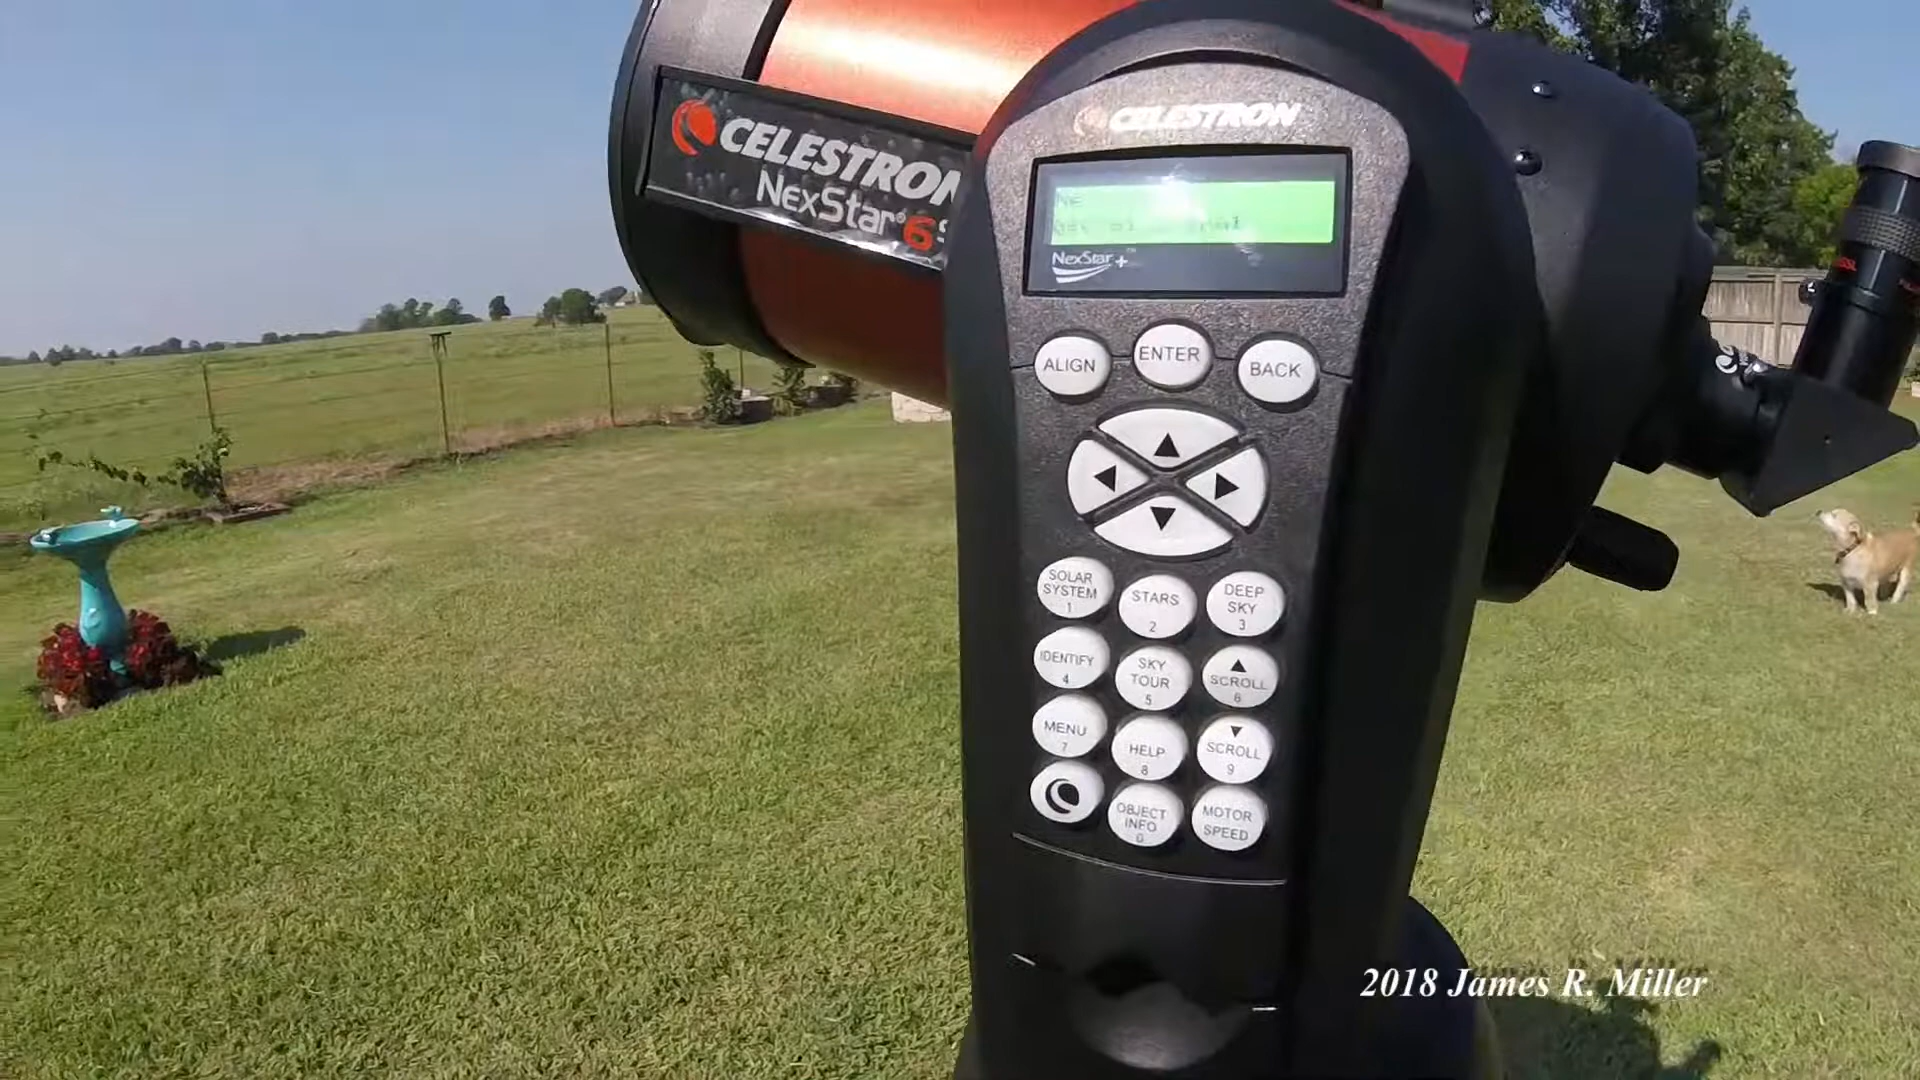 CELESTRON
NexStar® 6
CELESTRON
NexStar+
ALIGN
ENTER
BACK
SOLAR
SYSTEM
1
STARS
2
DEEP
SKY
3
IDENTIFY
4
SKY
TOUR
5
SCROLL
6
MENU
7
HELP
8
SCROLL
9
OBJECT
INFO
0
MOTOR
SPEED
2018 James R. Miller